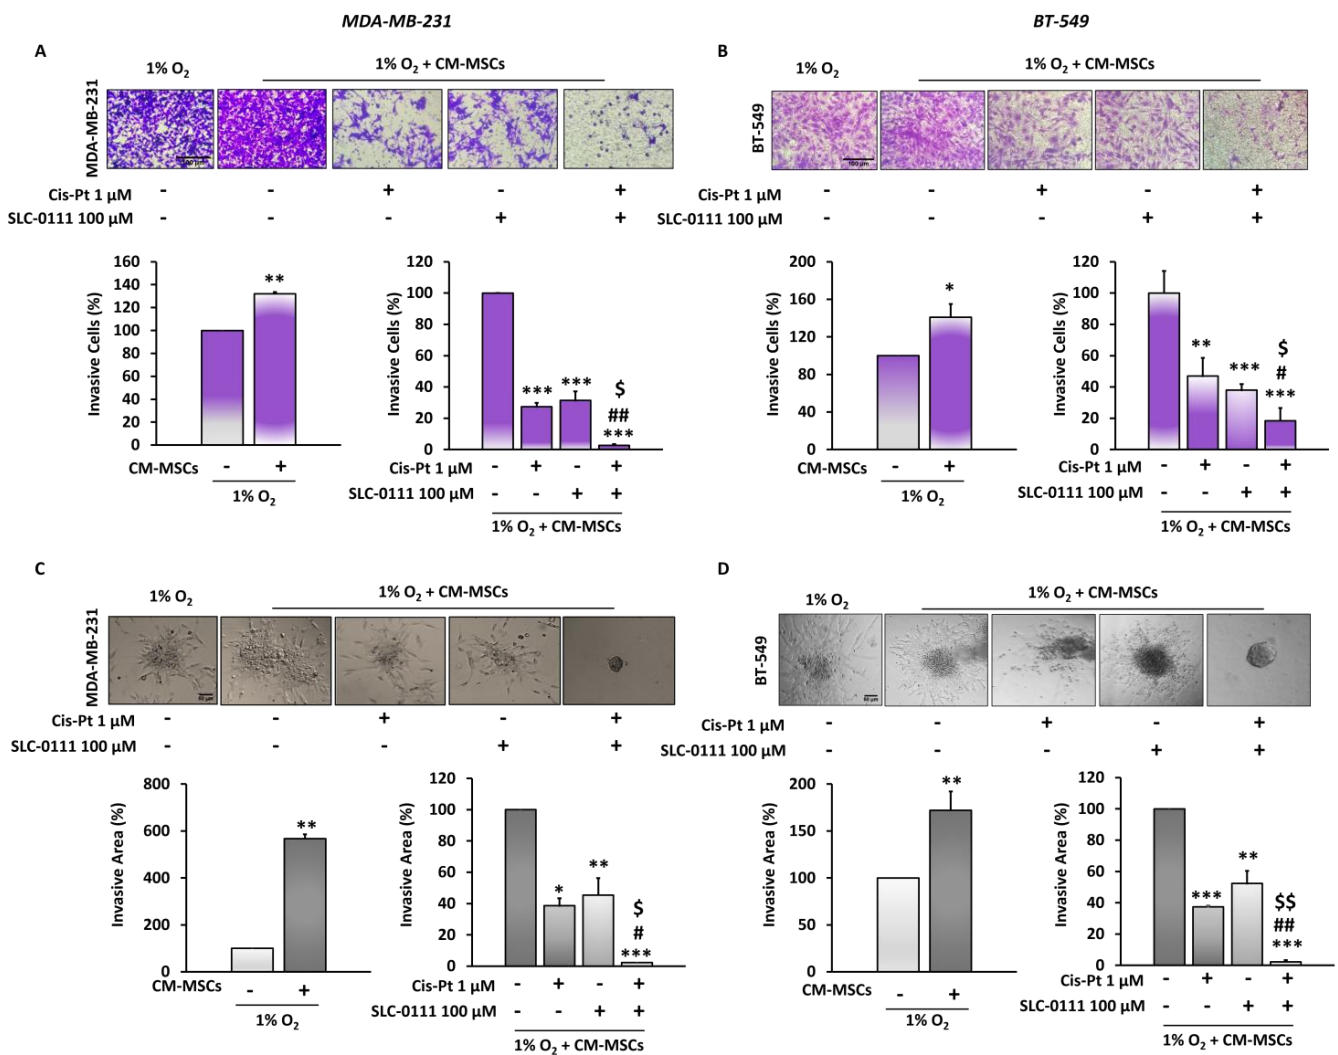 MDA-MB-231
BT-549
A
1% O2
1% O2 + CM-MSCs
MDA-MB-231
100 µm
Cis-Pt 1 µM - - + - +
SLC-0111 100 µM - - - + +
160
140
120
100
80
60
40
20
0
Invasive Cells (%)
**
CM-MSCs - +
1% O2
120
100
80
60
40
20
0
Invasive Cells (%)
***
***
$
##
***
Cis-Pt 1 µM - + - +
SLC-0111 100 µM - - + +
1% O2 + CM-MSCs
B
1% O2
1% O2 + CM-MSCs
BT-549
100 µm
Cis-Pt 1 µM - - + - +
SLC-0111 100 µM - - - + +
200
160
120
80
40
0
Invasive Cells (%)
*
CM-MSCs - +
1% O2
120
100
80
60
40
20
0
Invasive Cells (%)
**
***
$
#
***
Cis-Pt 1 µM - + - +
SLC-0111 100 µM - - + +
1% O2 + CM-MSCs
C
1% O2
1% O2 + CM-MSCs
MDA-MB-231
Cis-Pt 1 µM - - + - +
SLC-0111 100 µM - - - + +
800
600
400
200
0
Invasive Area (%)
**
CM-MSCs - +
1% O2
120
100
80
60
40
20
0
Invasive Area (%)
*
**
$
#
***
Cis-Pt 1 µM - + - +
SLC-0111 100 µM - - + +
1% O2 + CM-MSCs
D
1% O2
1% O2 + CM-MSCs
BT-549
Cis-Pt 1 µM - - + - +
SLC-0111 100 µM - - - + +
200
150
100
50
0
Invasive Area (%)
**
CM-MSCs - +
1% O2
120
100
80
60
40
20
0
Invasive Area (%)
***
**
$$
##
***
Cis-Pt 1 µM - + - +
SLC-0111 100 µM - - + +
1% O2 + CM-MSCs